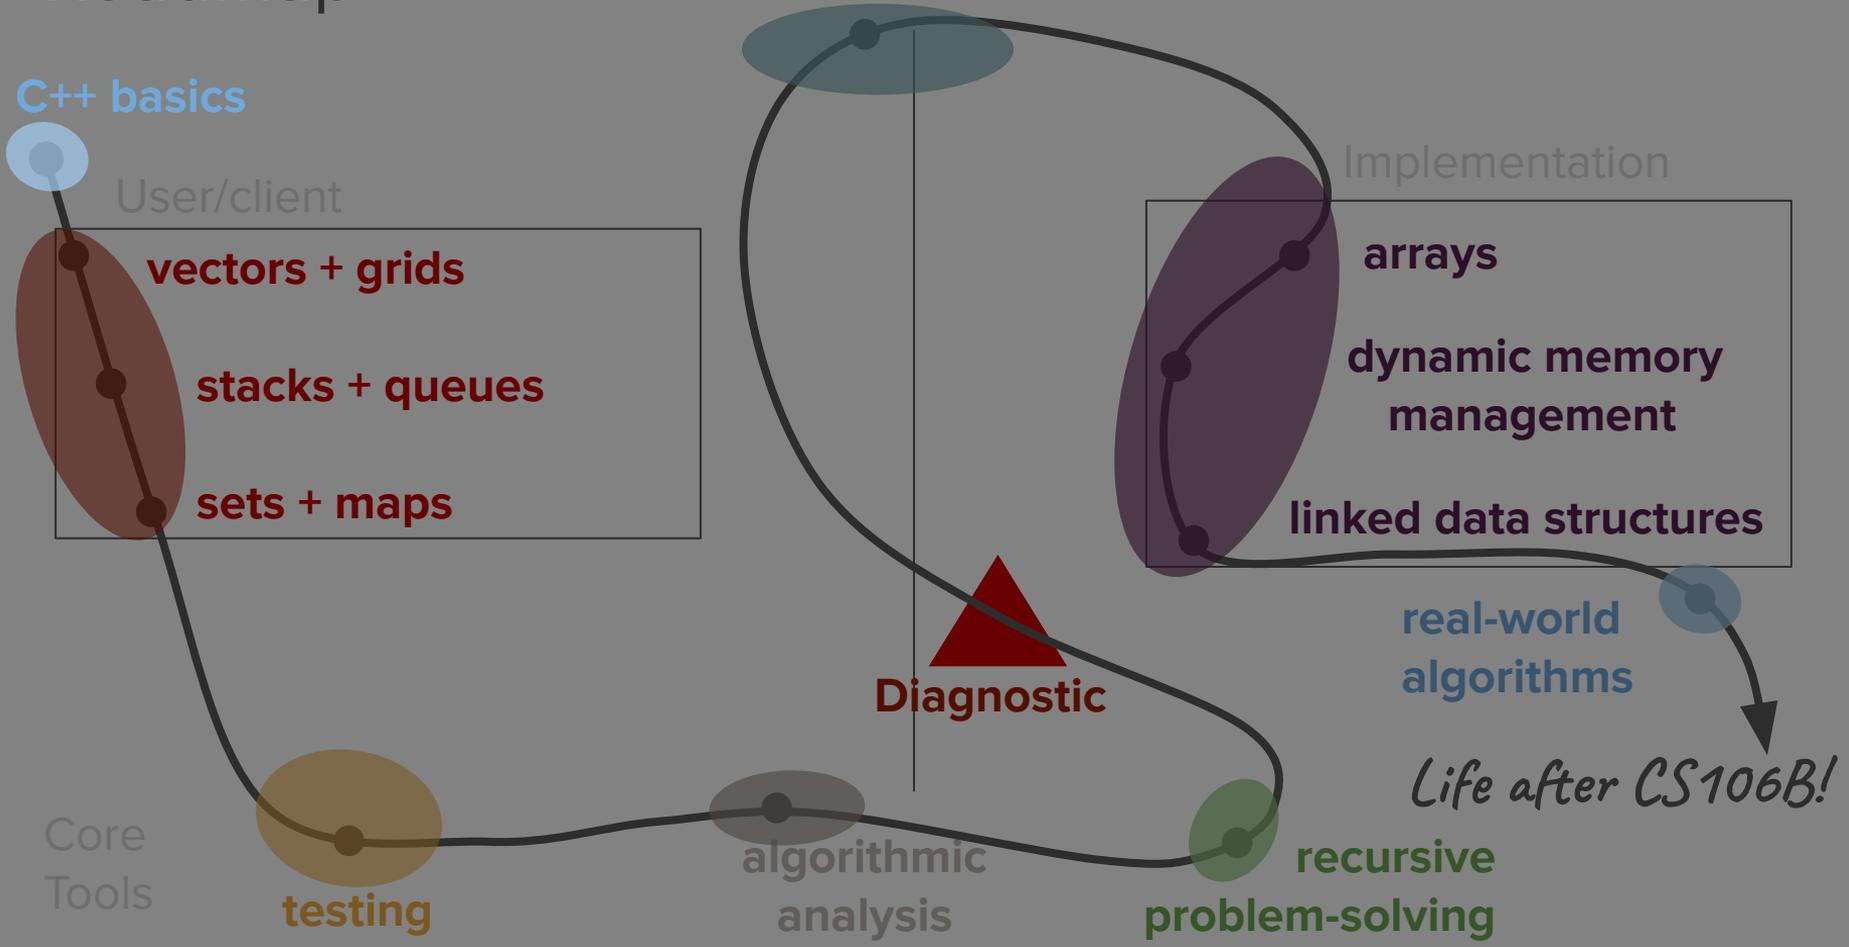 C++ basics
User/client
vectors + grids
stacks + queues
sets + maps
Core
Tools
testing
algorithmic
analysis
Diagnostic
recursive
problem-solving
Implementation
arrays
dynamic memory
management
linked data structures
real-world
algorithms
Life after CS106B!